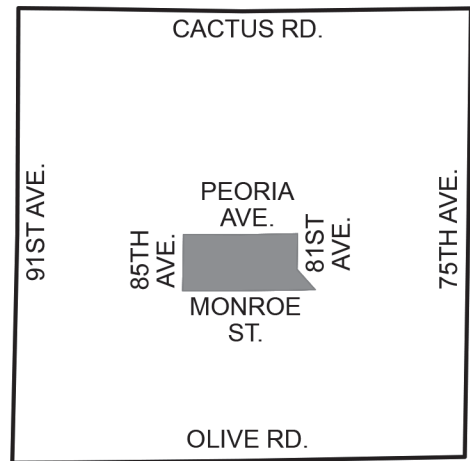 CACTUS RD.
91ST AVE.
PEORIA
AVE.
85TH
AVE.
81ST
AVE.
75TH AVE.
MONROE
ST.
OLIVE RD.